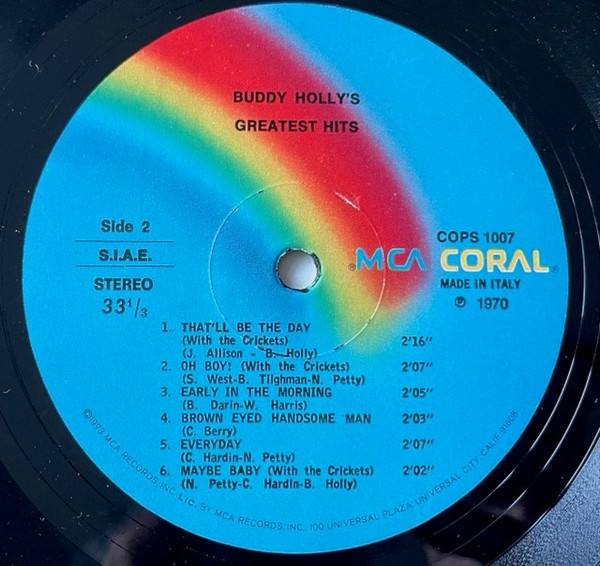 BUDDY HOLLY'S
GREATEST HITS
Side 2
S.I.A.E.
STEREO
33 1/3
COPS 1007
®MCA CORAL®
MADE IN ITALY
℗ 1970
1. THAT'LL BE THE DAY
(With the Crickets) 2'16"
(J. Allison - B. Holly)
2. OH BOY! (With the Crickets) 2'07"
(S. West-B. Tilghman-N. Petty)
3. EARLY IN THE MORNING 2'05"
(B. Darin-W. Harris)
4. BROWN EYED HANDSOME MAN 2'03"
(C. Berry)
5. EVERYDAY 2'07"
(C. Hardin-N. Petty)
6. MAYBE BABY (With the Crickets) 2'02"
(N. Petty-C. Hardin-B. Holly)
©1973 MCA RECORDS, INC. LIC. BY MCA RECORDS, INC. 100 UNIVERSAL PLAZA, UNIVERSAL CITY, CALIF. 91608